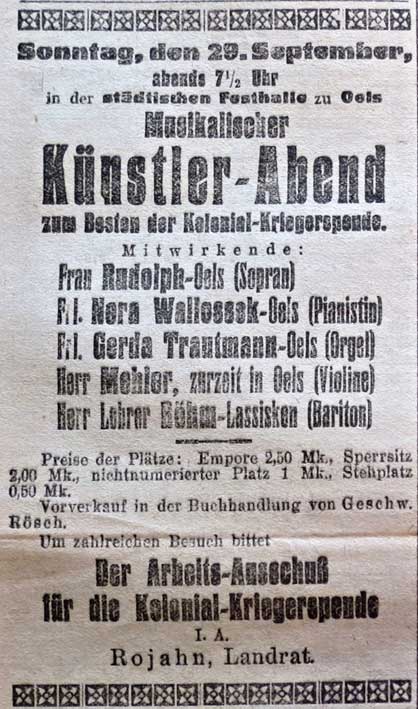 Sonntag, den 29. September,
abends 7½ Uhr
in der städtischen Festhalle zu Oels
Musikalischer
Künstler-Abend
zum Besten der Kolonial-Kriegerspende.
Mitwirkende:
Frau Rudolph-Oels (Sopran)
Frl. Nora Wallossek-Oels (Pianistin)
Frl. Gerda Trautmann-Oels (Orgel)
Herr Mehler, zurzeit in Oels (Violine)
Herr Lehrer Böhm-Lassisken (Bariton)
Preise der Plätze: Empore 2,50 Mk., Sperrsitz
2,00 Mk., nichtnumerierter Platz 1 Mk., Stehplatz
0,50 Mk.
Vorverkauf in der Buchhandlung von Geschw.
Rösch.
Um zahlreichen Besuch bittet
Der Arbeits-Ausschuß
für die Kolonial-Kriegerspende
I. A.
Rojahn, Landrat.